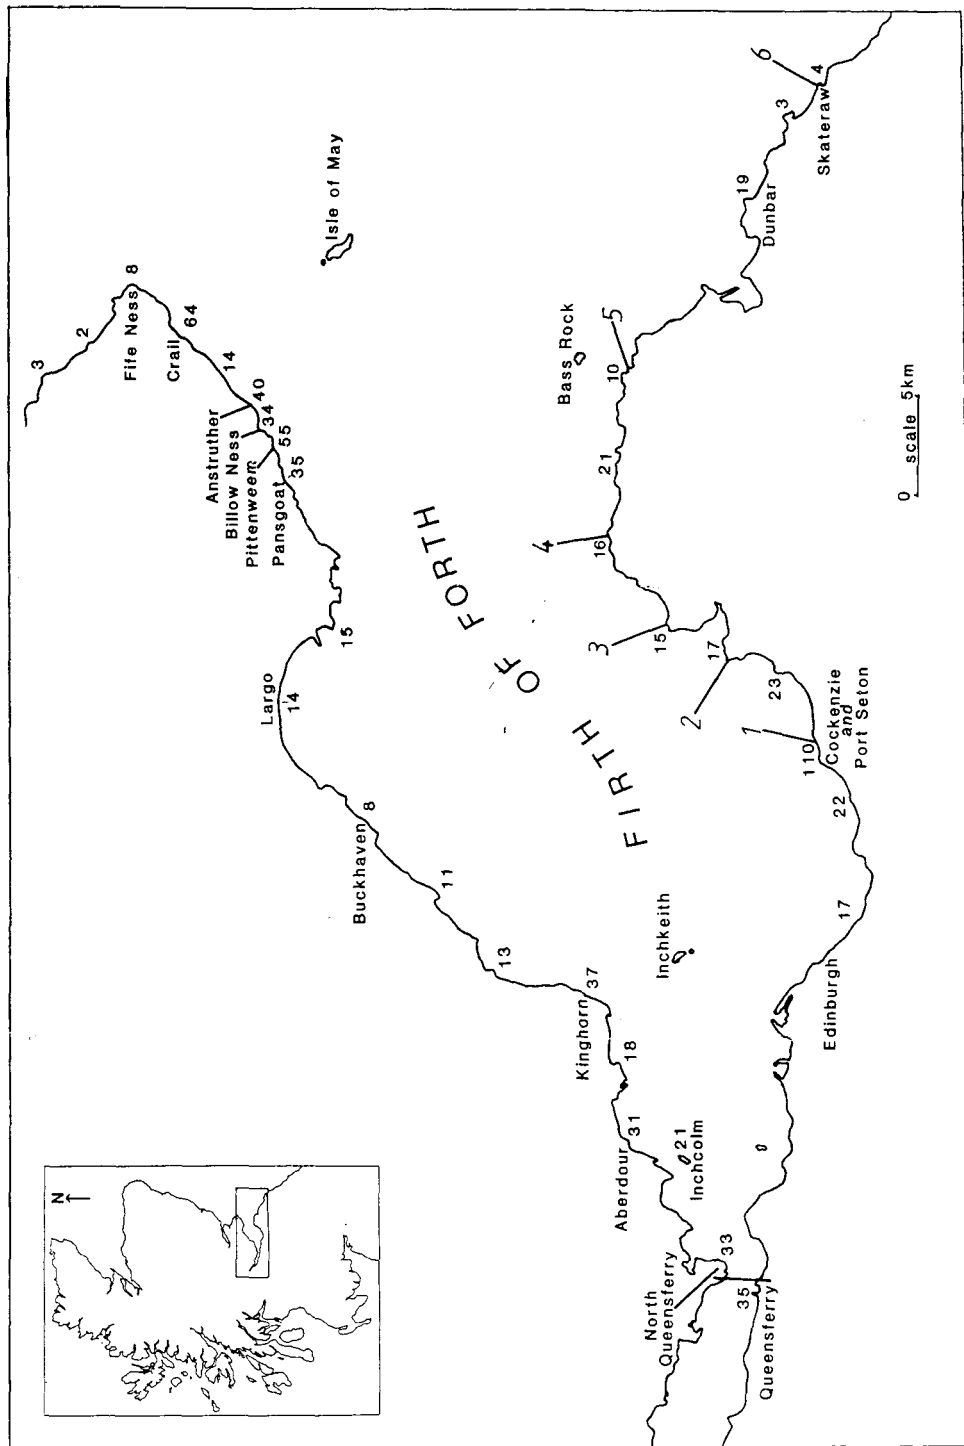 N
3
2
8
Fife Ness
64
Crail
14
40
Anstruther
34
Billow Ness
55
Pittenweem
35
Pansgoat
15
Largo
14
8
Buckhaven
11
13
37
Kinghorn
18
31
Aberdour
21
Inchcolm
33
North
Queensferry
35
Queensferry
Isle of May
FIRTH OF FORTH
Inchkeith
Bass Rock
Edinburgh
17
22
110
1
Cockenzie
and
Port Seton
23
2
17
3
15
4
16
21
5
10
19
Dunbar
3
6
4
Skateraw
0 scale 5km